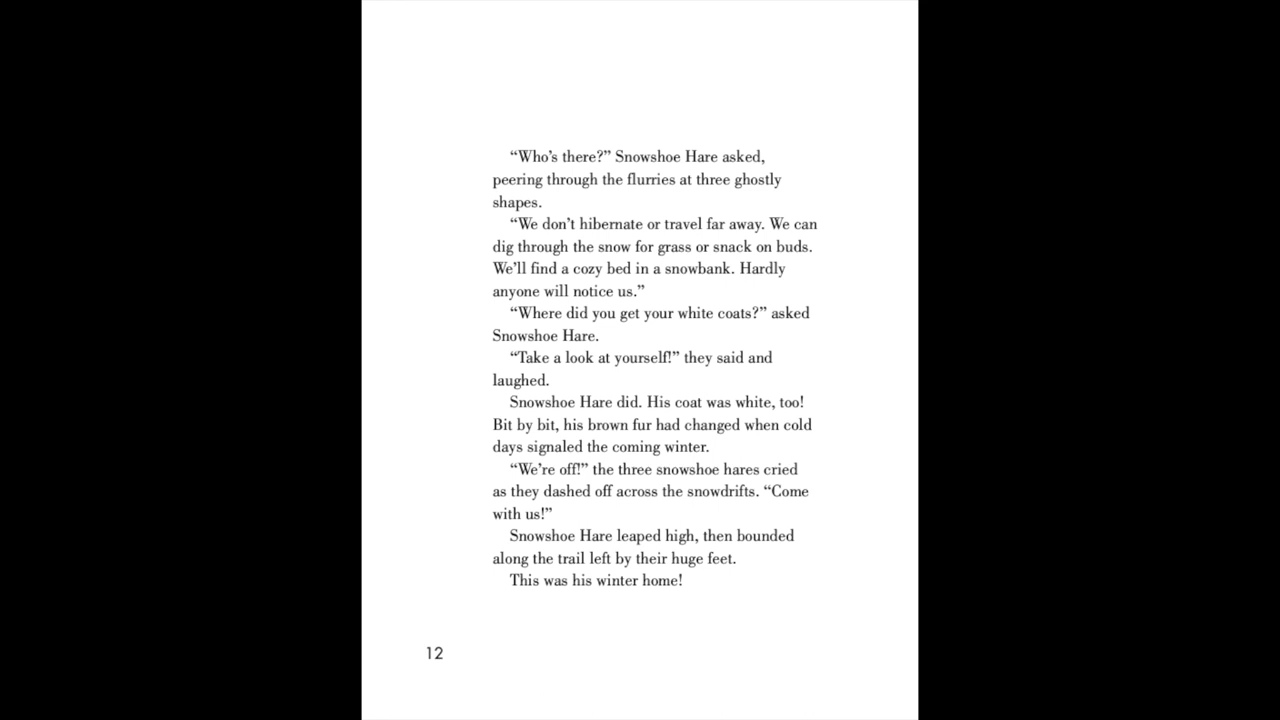 “Who’s there?” Snowshoe Hare asked,
peering through the flurries at three ghostly
shapes.
“We don’t hibernate or travel far away. We can
dig through the snow for grass or snack on buds.
We’ll find a cozy bed in a snowbank. Hardly
anyone will notice us.”
“Where did you get your white coats?” asked
Snowshoe Hare.
“Take a look at yourself!” they said and
laughed.
Snowshoe Hare did. His coat was white, too!
Bit by bit, his brown fur had changed when cold
days signaled the coming winter.
“We’re off!” the three snowshoe hares cried
as they dashed off across the snowdrifts. “Come
with us!”
Snowshoe Hare leaped high, then bounded
along the trail left by their huge feet.
This was his winter home!
12